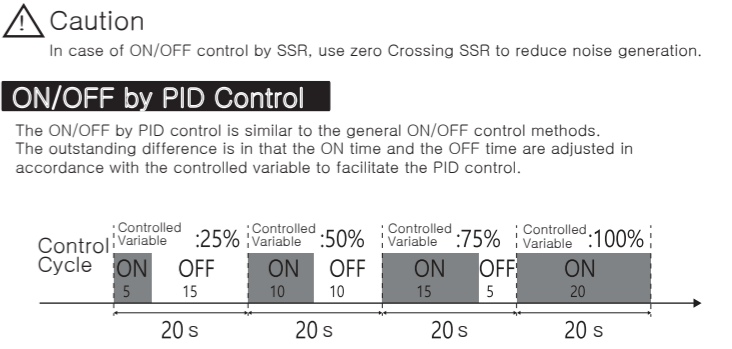 Caution
In case of ON/OFF control by SSR, use zero Crossing SSR to reduce noise generation.
ON/OFF by PID Control
The ON/OFF by PID control is similar to the general ON/OFF control methods.
The outstanding difference is in that the ON time and the OFF time are adjusted in
accordance with the controlled variable to facilitate the PID control.
Control
Cycle
Controlled
Variable :25%
Controlled
Variable :50%
Controlled
Variable :75%
Controlled
Variable :100%
ON OFF ON OFF ON OFF ON
5 15 10 10 15 5 20
20 s 20 s 20 s 20 s